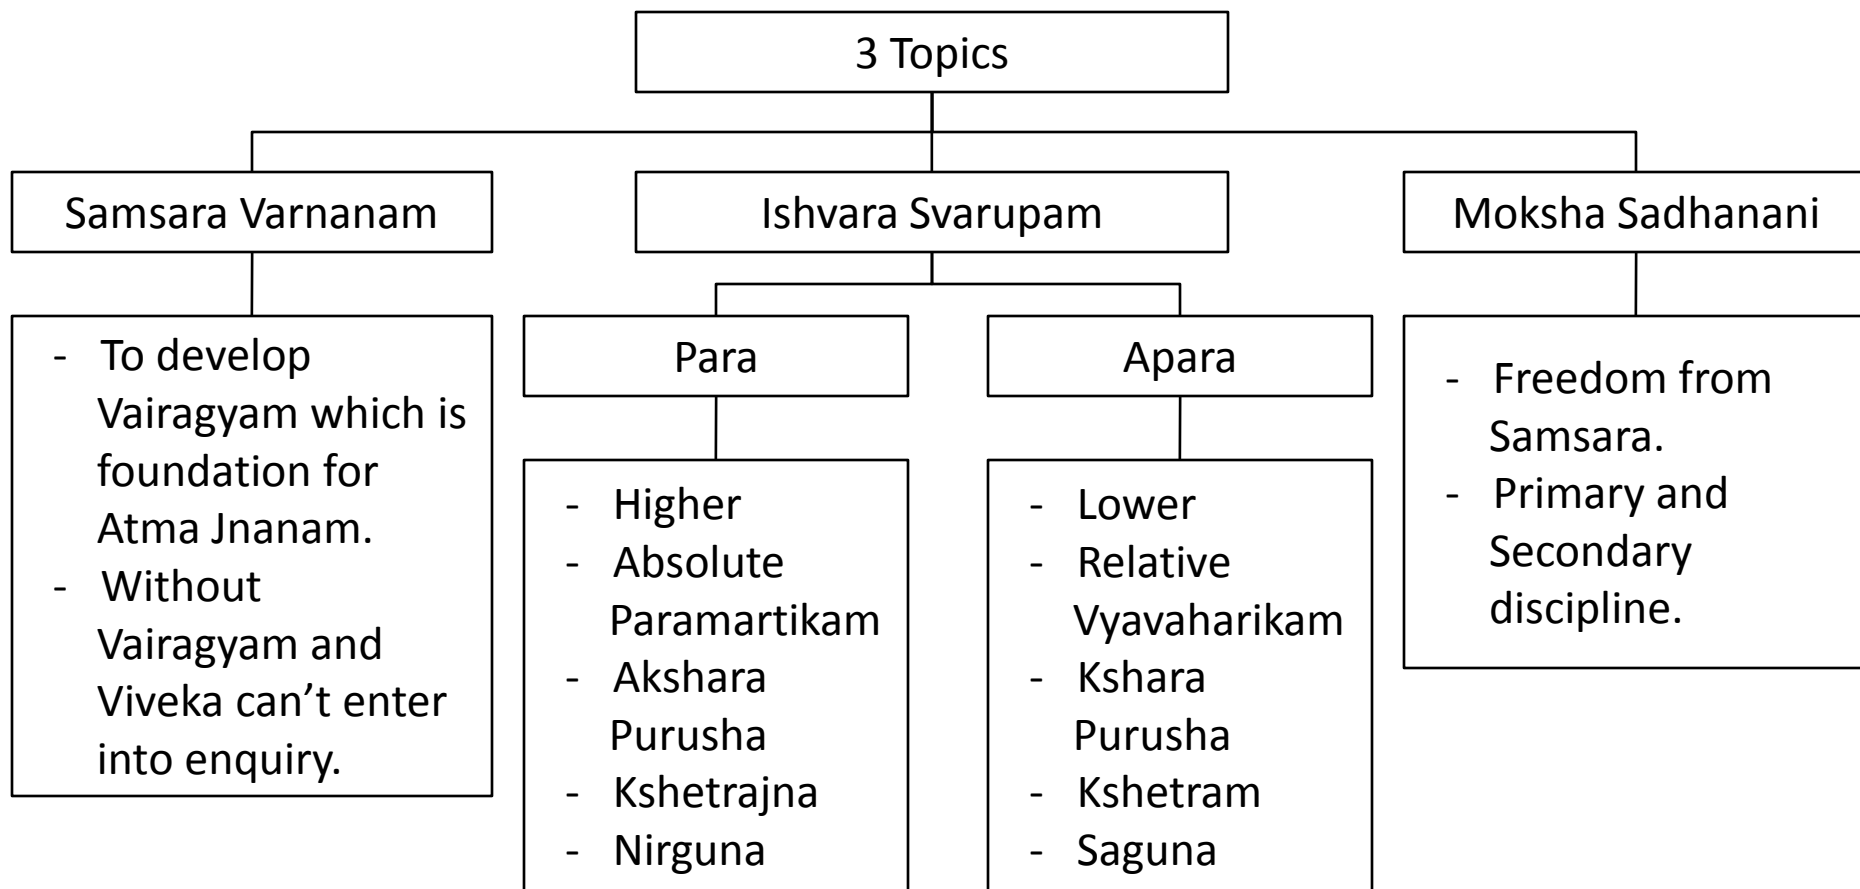 3 Topics
Samsara Varnanam
Ishvara Svarupam
Moksha Sadhanani
- To develop
Vairagyam which is
foundation for
Atma Jnanam.
- Without
Vairagyam and
Viveka can’t enter
into enquiry.
Para
- Higher
- Absolute
Paramartikam
- Akshara
Purusha
- Kshetrajna
- Nirguna
Apara
- Lower
- Relative
Vyavaharikam
- Kshara
Purusha
- Kshetram
- Saguna
- Freedom from
Samsara.
- Primary and
Secondary
discipline.